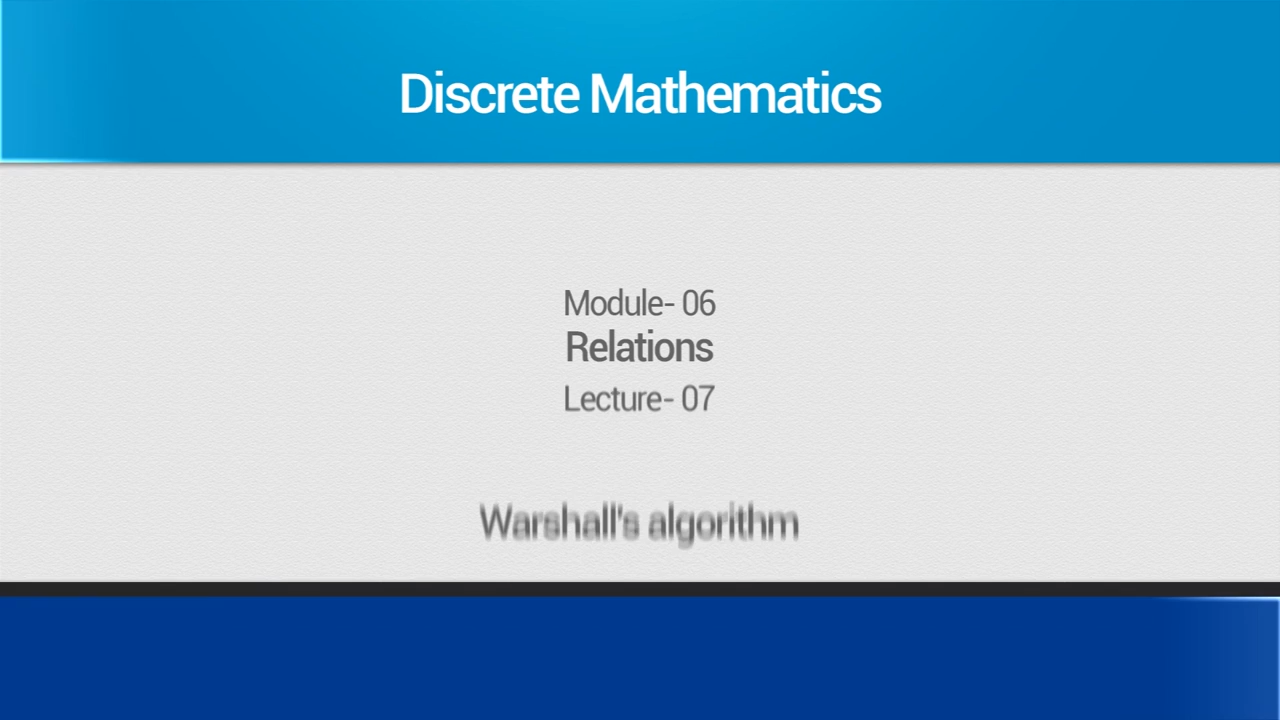 Discrete Mathematics
Module- 06
Relations
Lecture- 07
Warshall's algorithm